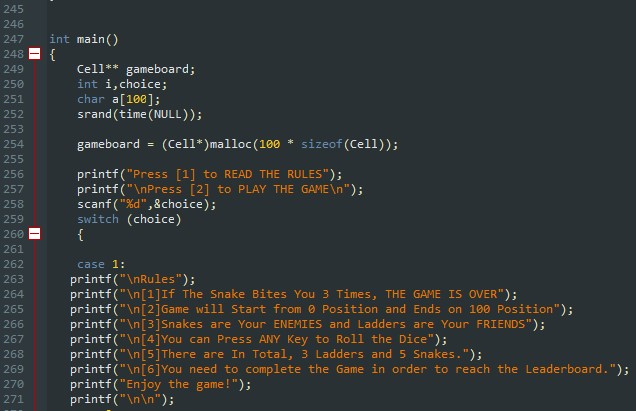 245
246
247 int main()
248 {
249 Cell** gameboard;
250 int i,choice;
251 char a[100];
252 srand(time(NULL));
253
254 gameboard = (Cell*)malloc(100 * sizeof(Cell));
255
256 printf("Press [1] to READ THE RULES");
257 printf("\nPress [2] to PLAY THE GAME\n");
258 scanf("%d",&choice);
259 switch (choice)
260 {
261
262 case 1:
263 printf("\nRules");
264 printf("\n[1]If The Snake Bites You 3 Times, THE GAME IS OVER");
265 printf("\n[2]Game will Start from 0 Position and Ends on 100 Position");
266 printf("\n[3]Snakes are Your ENEMIES and Ladders are Your FRIENDS");
267 printf("\n[4]You can Press ANY Key to Roll the Dice");
268 printf("\n[5]There are In Total, 3 Ladders and 5 Snakes.");
269 printf("\n[6]You need to complete the Game in order to reach the Leaderboard.");
270 printf("Enjoy the game!");
271 printf("\n\n");